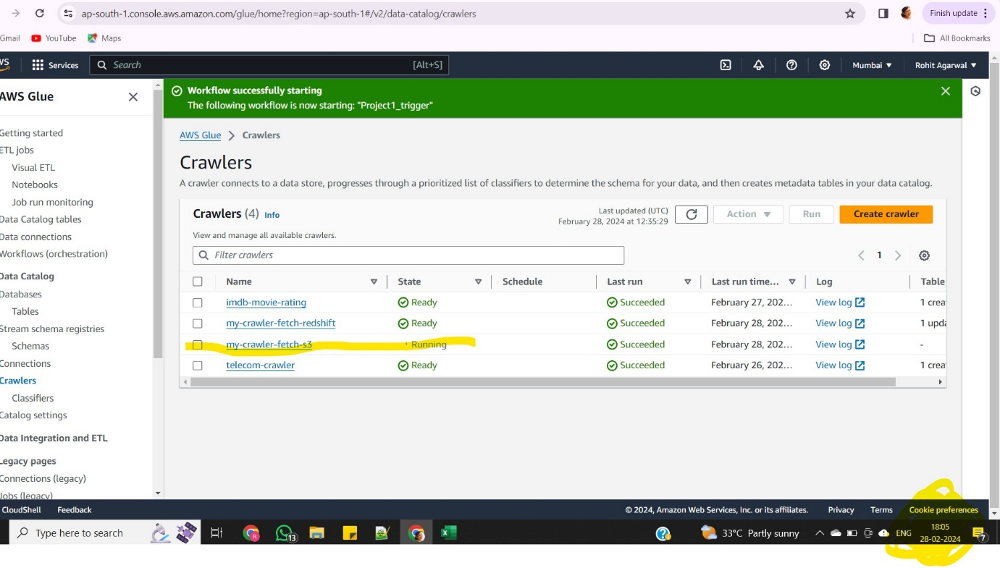 ap-south-1.console.aws.amazon.com/glue/home?region=ap-south-1#/v2/data-catalog/crawlers
Finish update
Gmail YouTube Maps
All Bookmarks
Services Search [Alt+S] Mumbai ▼ Rohit Agarwal ▼
AWS Glue
Getting started
ETL jobs
Visual ETL
Notebooks
Job run monitoring
Data Catalog tables
Data connections
Workflows (orchestration)
Data Catalog
Databases
Tables
Stream schema registries
Schemas
Connections
Crawlers
Classifiers
Catalog settings
Data Integration and ETL
Legacy pages
Connections (legacy)
Jobs (legacy)
Workflow successfully starting
The following workflow is now starting: "Project1_trigger"
AWS Glue > Crawlers
Crawlers
A crawler connects to a data store, progresses through a prioritized list of classifiers to determine the schema for your data, and then creates metadata tables in your data catalog.
Crawlers (4) Info
Last updated (UTC)
February 28, 2024 at 12:35:29
Action ▼ Run Create crawler
View and manage all available crawlers.
Filter crawlers
1
Name State Schedule Last run Last run time... Log Table
imdb-movie-rating Ready Succeeded February 27, 202... View log 1 crea
my-crawler-fetch-redshift Ready Succeeded February 28, 202... View log 1 upda
my-crawler-fetch-s3 Running Succeeded February 28, 202... View log -
telecom-crawler Ready Succeeded February 26, 202... View log 1 crea
CloudShell Feedback © 2024, Amazon Web Services, Inc. or its affiliates. Privacy Terms Cookie preferences
Type here to search 13 33°C Partly sunny ENG 18:05
28-02-2024 7